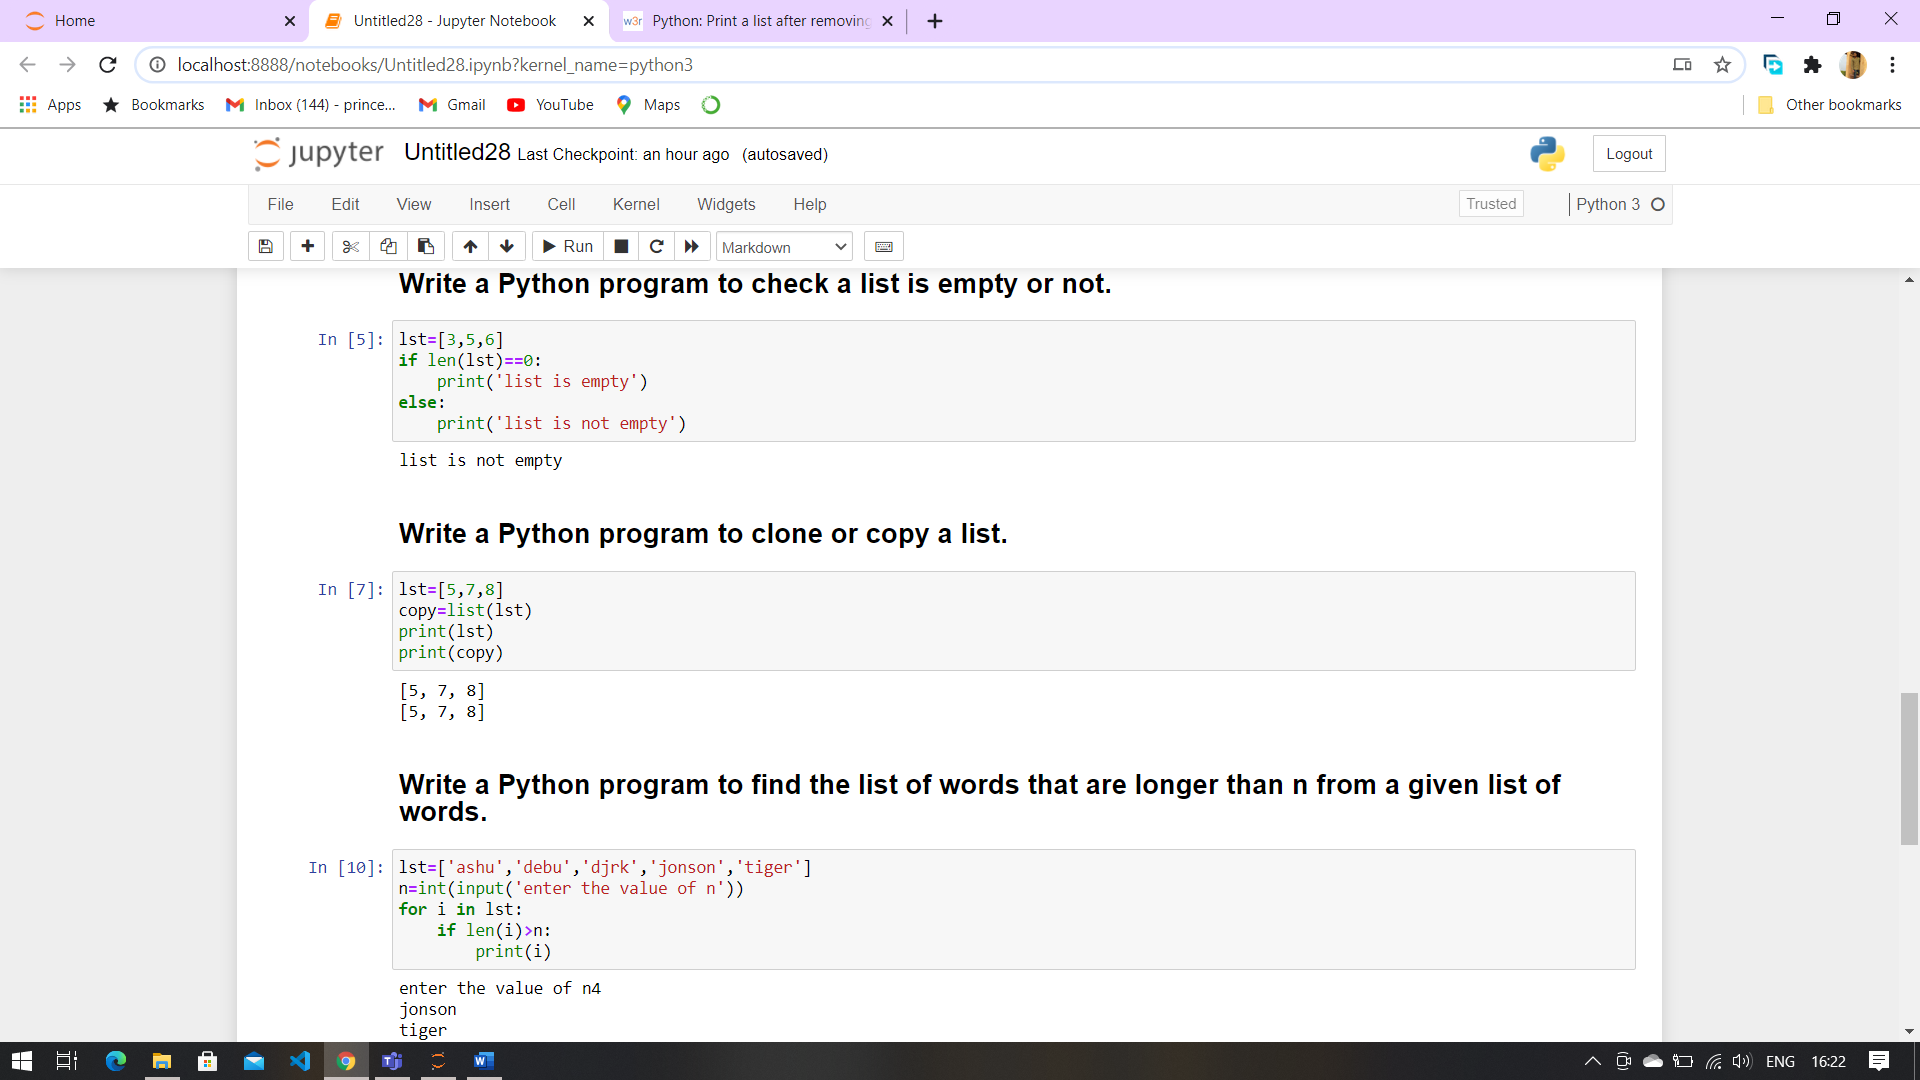 Home
Untitled28 - Jupyter Notebook
w3r Python: Print a list after removing
localhost:8888/notebooks/Untitled28.ipynb?kernel_name=python3
Apps Bookmarks Inbox (144) - prince... Gmail YouTube Maps Other bookmarks
jupyter Untitled28 Last Checkpoint: an hour ago (autosaved) Logout
File Edit View Insert Cell Kernel Widgets Help Trusted Python 3
Run Markdown
Write a Python program to check a list is empty or not.
In [5]: lst=[3,5,6]
if len(lst)==0:
    print('list is empty')
else:
    print('list is not empty')
list is not empty
Write a Python program to clone or copy a list.
In [7]: lst=[5,7,8]
copy=list(lst)
print(lst)
print(copy)
[5, 7, 8]
[5, 7, 8]
Write a Python program to find the list of words that are longer than n from a given list of
words.
In [10]: lst=['ashu','debu','djrk','jonson','tiger']
n=int(input('enter the value of n'))
for i in lst:
    if len(i)>n:
        print(i)
enter the value of n4
jonson
tiger
ENG 16:22